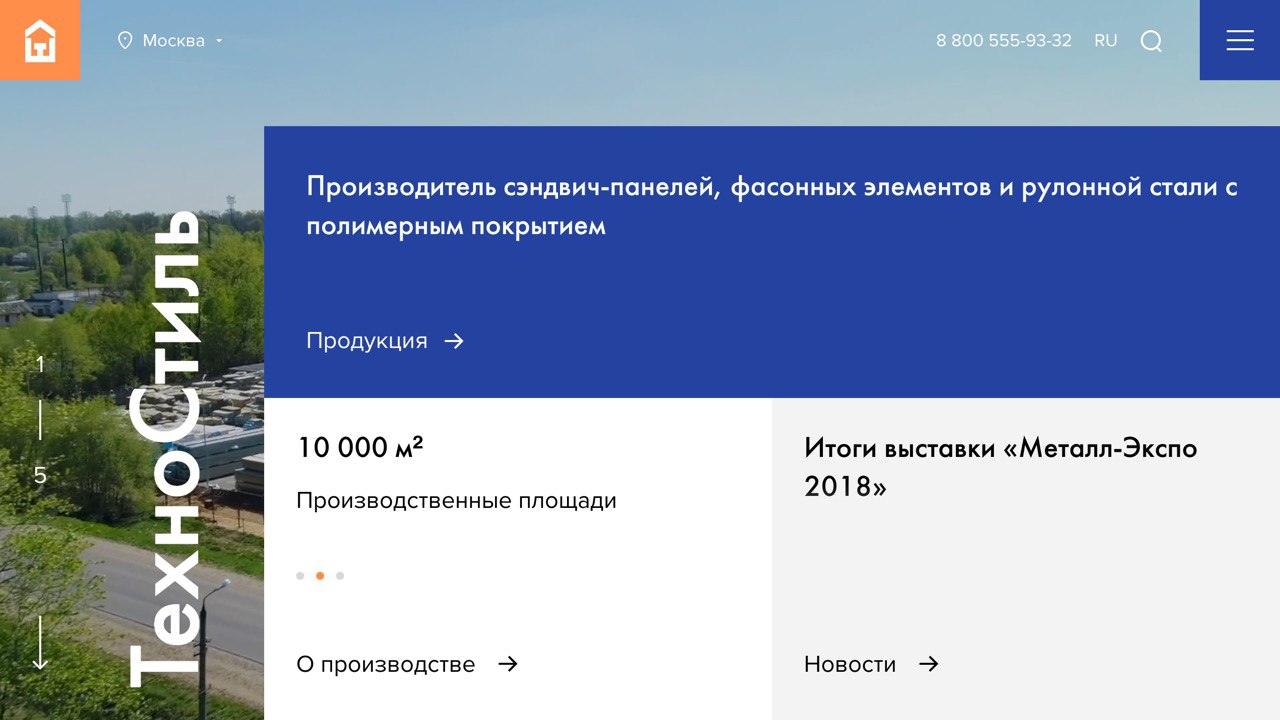 Москва
8 800 555-93-32
RU
Производитель сэндвич-панелей, фасонных элементов и рулонной стали с
полимерным покрытием
Продукция
ТехноСтиль
1
5
10 000 м²
Производственные площади
О производстве
Итоги выставки «Металл-Экспо
2018»
Новости